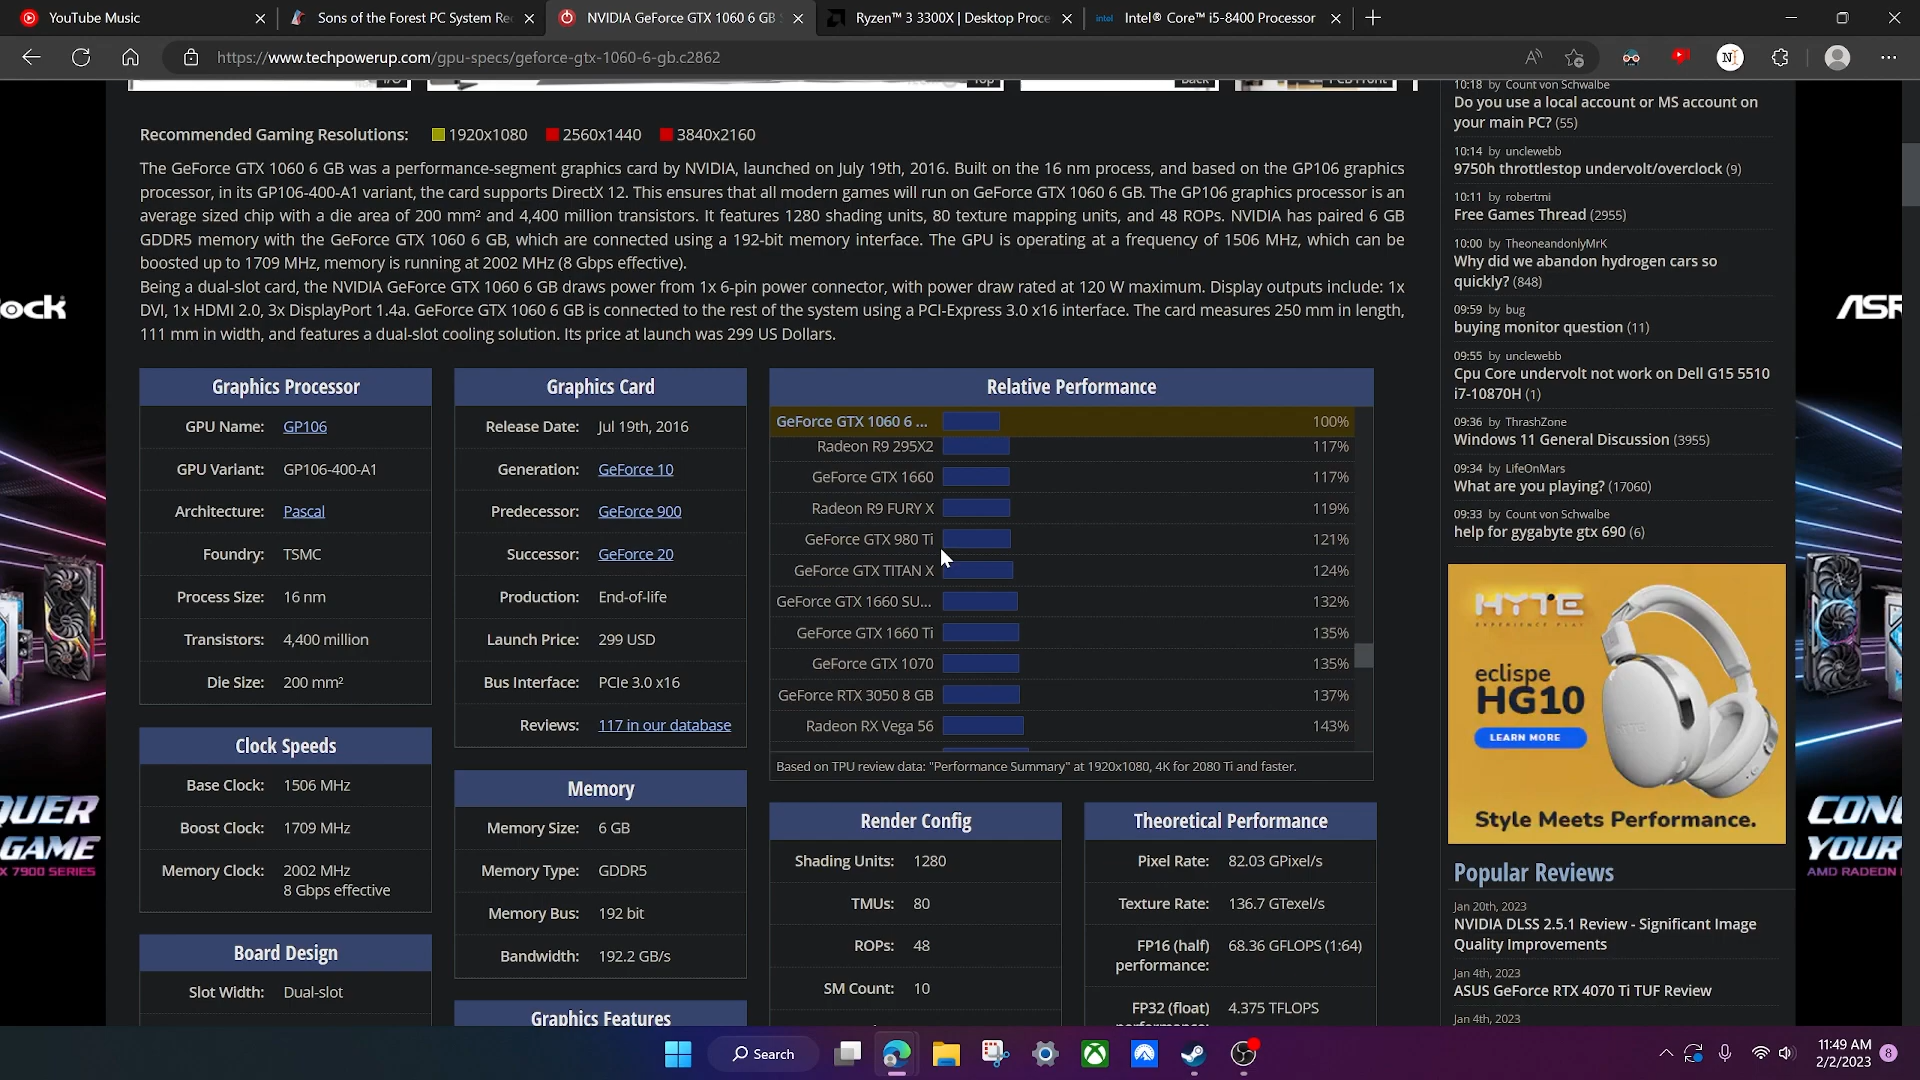 YouTube Music
Sons of the Forest PC System Re
NVIDIA GeForce GTX 1060 6 GB
Ryzen™ 3 3300X | Desktop Proce
intel Intel® Core™ i5-8400 Processor
https://www.techpowerup.com/gpu-specs/geforce-gtx-1060-6-gb.c2862
I/O
Top
Back
PCB Front
Recommended Gaming Resolutions: 1920x1080 2560x1440 3840x2160
The GeForce GTX 1060 6 GB was a performance-segment graphics card by NVIDIA, launched on July 19th, 2016. Built on the 16 nm process, and based on the GP106 graphics
processor, in its GP106-400-A1 variant, the card supports DirectX 12. This ensures that all modern games will run on GeForce GTX 1060 6 GB. The GP106 graphics processor is an
average sized chip with a die area of 200 mm² and 4,400 million transistors. It features 1280 shading units, 80 texture mapping units, and 48 ROPs. NVIDIA has paired 6 GB
GDDR5 memory with the GeForce GTX 1060 6 GB, which are connected using a 192-bit memory interface. The GPU is operating at a frequency of 1506 MHz, which can be
boosted up to 1709 MHz, memory is running at 2002 MHz (8 Gbps effective).
Being a dual-slot card, the NVIDIA GeForce GTX 1060 6 GB draws power from 1x 6-pin power connector, with power draw rated at 120 W maximum. Display outputs include: 1x
DVI, 1x HDMI 2.0, 3x DisplayPort 1.4a. GeForce GTX 1060 6 GB is connected to the rest of the system using a PCI-Express 3.0 x16 interface. The card measures 250 mm in length,
111 mm in width, and features a dual-slot cooling solution. Its price at launch was 299 US Dollars.
Graphics Processor
GPU Name: GP106
GPU Variant: GP106-400-A1
Architecture: Pascal
Foundry: TSMC
Process Size: 16 nm
Transistors: 4,400 million
Die Size: 200 mm²
Clock Speeds
Base Clock: 1506 MHz
Boost Clock: 1709 MHz
Memory Clock: 2002 MHz
8 Gbps effective
Board Design
Slot Width: Dual-slot
Graphics Card
Release Date: Jul 19th, 2016
Generation: GeForce 10
Predecessor: GeForce 900
Successor: GeForce 20
Production: End-of-life
Launch Price: 299 USD
Bus Interface: PCIe 3.0 x16
Reviews: 117 in our database
Memory
Memory Size: 6 GB
Memory Type: GDDR5
Memory Bus: 192 bit
Bandwidth: 192.2 GB/s
Graphics Features
Relative Performance
GeForce GTX 1060 6 ... 100%
Radeon R9 295X2 117%
GeForce GTX 1660 117%
Radeon R9 FURY X 119%
GeForce GTX 980 Ti 121%
GeForce GTX TITAN X 124%
GeForce GTX 1660 SU... 132%
GeForce GTX 1660 Ti 135%
GeForce GTX 1070 135%
GeForce RTX 3050 8 GB 137%
Radeon RX Vega 56 143%
Based on TPU review data: "Performance Summary" at 1920x1080, 4K for 2080 Ti and faster.
Render Config
Shading Units: 1280
TMUs: 80
ROPs: 48
SM Count: 10
Theoretical Performance
Pixel Rate: 82.03 GPixel/s
Texture Rate: 136.7 GTexel/s
FP16 (half) 68.36 GFLOPS (1:64)
performance:
FP32 (float) 4.375 TFLOPS
10:18 by Count von Schwalbe
Do you use a local account or MS account on
your main PC? (55)
10:14 by unclewebb
9750h throttlestop undervolt/overclock (9)
10:11 by robertmi
Free Games Thread (2955)
10:00 by TheoneandonlyMrK
Why did we abandon hydrogen cars so
quickly? (848)
09:59 by bug
buying monitor question (11)
09:55 by unclewebb
Cpu Core undervolt not work on Dell G15 5510
i7-10870H (1)
09:36 by ThrashZone
Windows 11 General Discussion (3955)
09:34 by LifeOnMars
What are you playing? (17060)
09:33 by Count von Schwalbe
help for gygabyte gtx 690 (6)
HYTE
EXPERIENCE PLAY
eclispe
HG10
LEARN MORE
Style Meets Performance.
Popular Reviews
Jan 20th, 2023
NVIDIA DLSS 2.5.1 Review - Significant Image
Quality Improvements
Jan 4th, 2023
ASUS GeForce RTX 4070 Ti TUF Review
Jan 4th, 2023
ock
QUER
GAME
X 7900 SERIES
ASR
CON
YOUR
AMD RADEON
Search
11:49 AM
2/2/2023
8